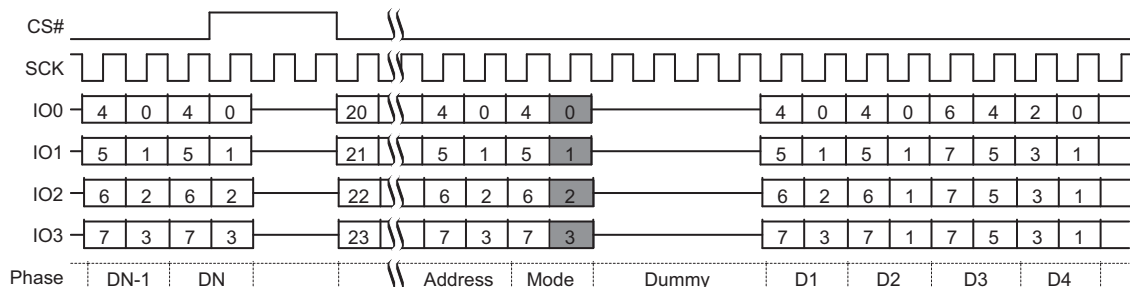 CS#
SCK
IO0 4 0 4 0 20 4 0 4 0 4 0 4 0 6 4 2 0
IO1 5 1 5 1 21 5 1 5 1 5 1 5 1 7 5 3 1
IO2 6 2 6 2 22 6 2 6 2 6 2 6 1 7 5 3 1
IO3 7 3 7 3 23 7 3 7 3 7 3 7 1 7 5 3 1
Phase DN-1 DN Address Mode Dummy D1 D2 D3 D4